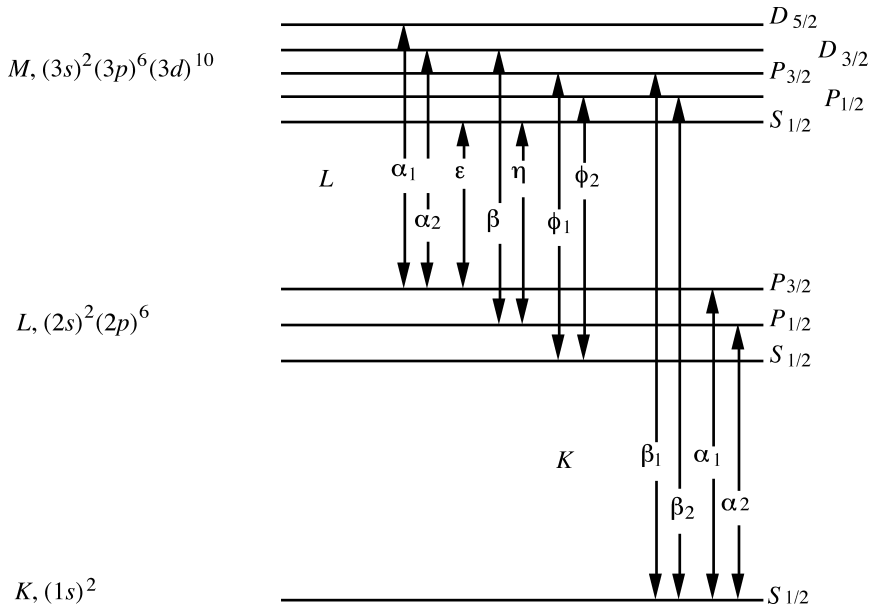 D 5/2
D 3/2
M, (3s)² (3p)⁶ (3d)¹⁰
P 3/2
P 1/2
S 1/2
L α₁ ε η ϕ₂
α₂ β ϕ₁
P 3/2
L, (2s)² (2p)⁶ P 1/2
S 1/2
K β₁ α₁
β₂ α₂
K, (1s)² S 1/2